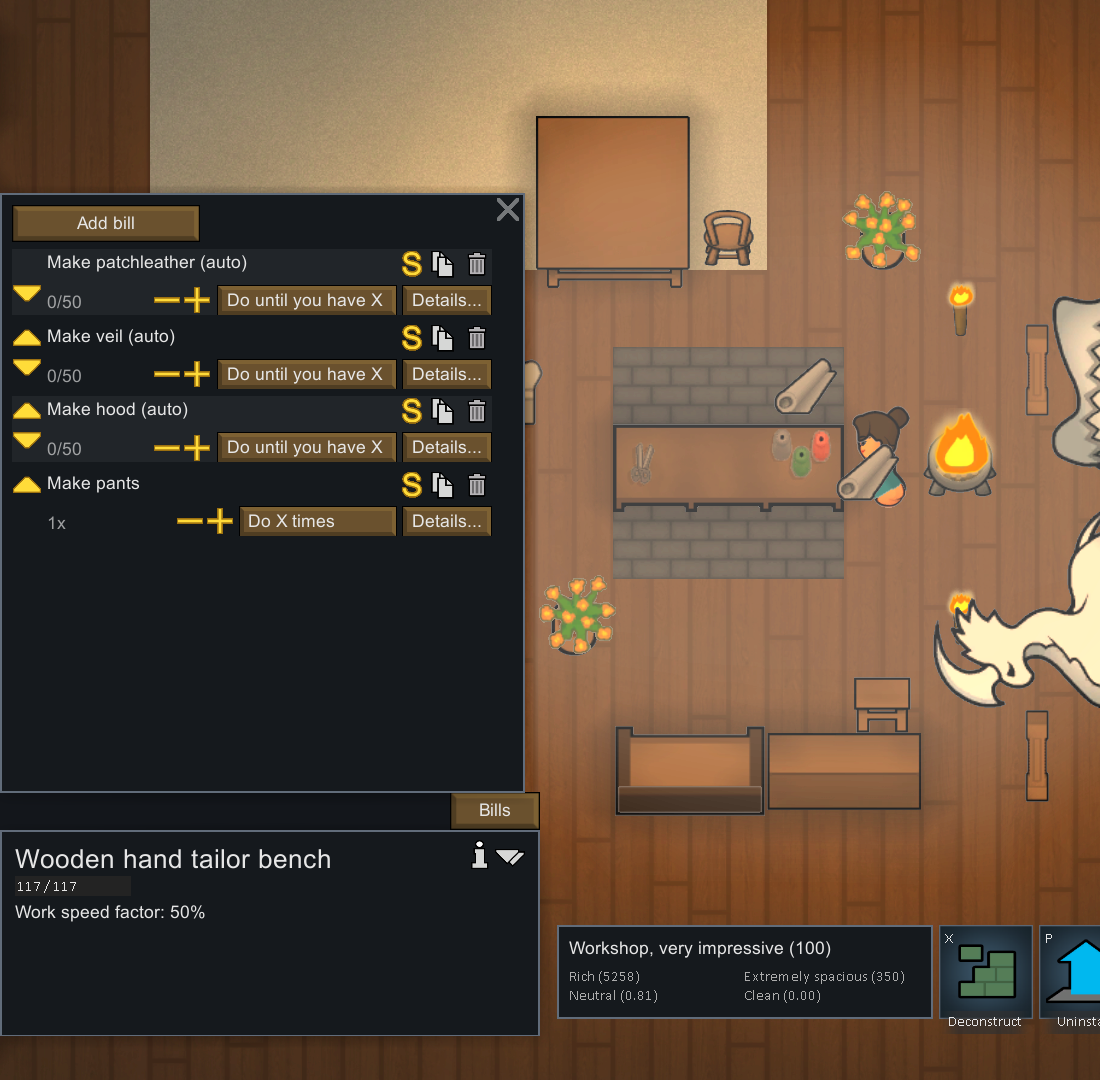 Add bill
Make patchleather (auto)
S
0/50
Do until you have X
Details...
Make veil (auto)
S
0/50
Do until you have X
Details...
Make hood (auto)
S
0/50
Do until you have X
Details...
Make pants
S
1x
Do X times
Details...
Bills
Wooden hand tailor bench
117 / 117
Work speed factor: 50%
Workshop, very impressive (100)
Rich (5258)
Extremely spacious (350)
Neutral (0.81)
Clean (0.00)
X
Deconstruct
P
Uninsta